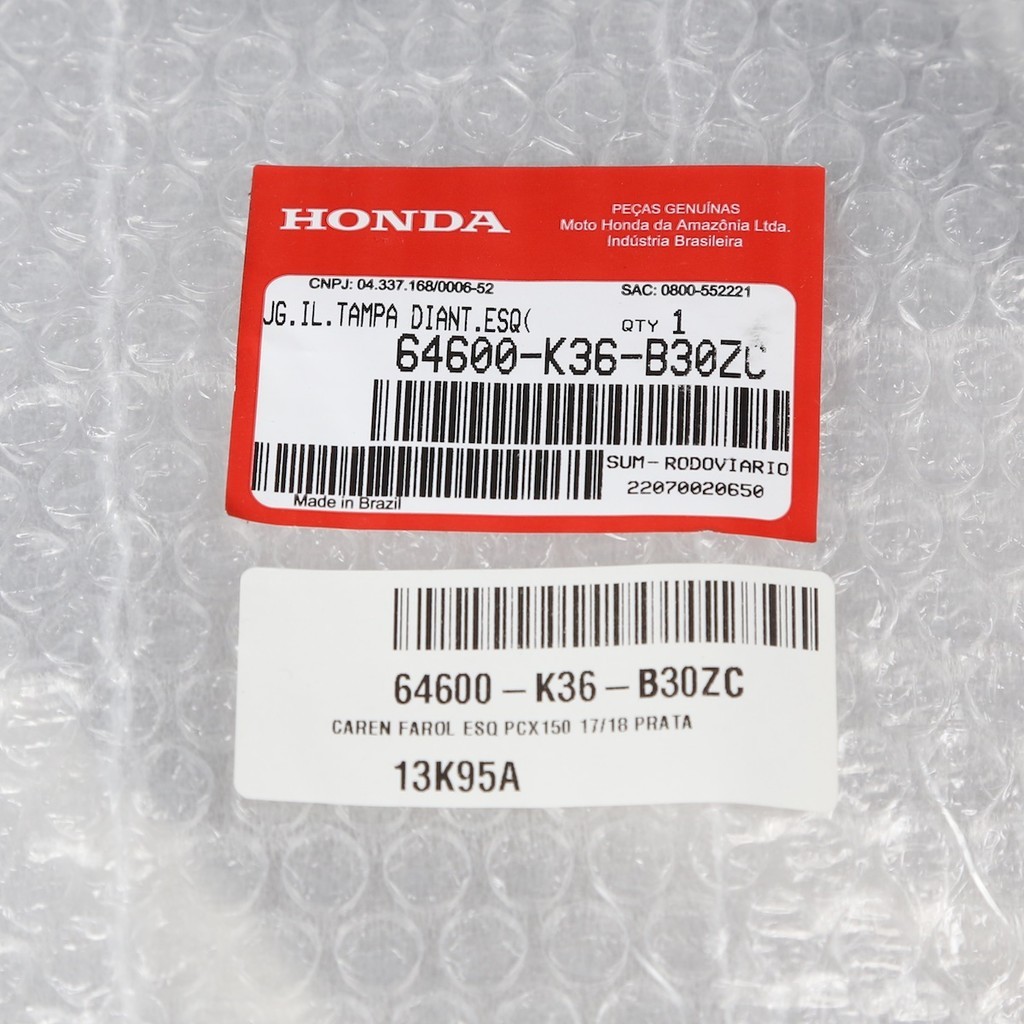 HONDA
PEÇAS GENUÍNAS
Moto Honda da Amazônia Ltda.
Indústria Brasileira
CNPJ: 04.337.168/0006-52
SAC: 0800-552221
JG.IL.TAMPA DIANT.ESQ(
QTY 1
64600-K36-B30ZC
SUM-RODOVIARIO
22070020650
Made in Brazil
64600-K36-B30ZC
CAREN FAROL ESQ PCX150 17/18 PRATA
13K95A